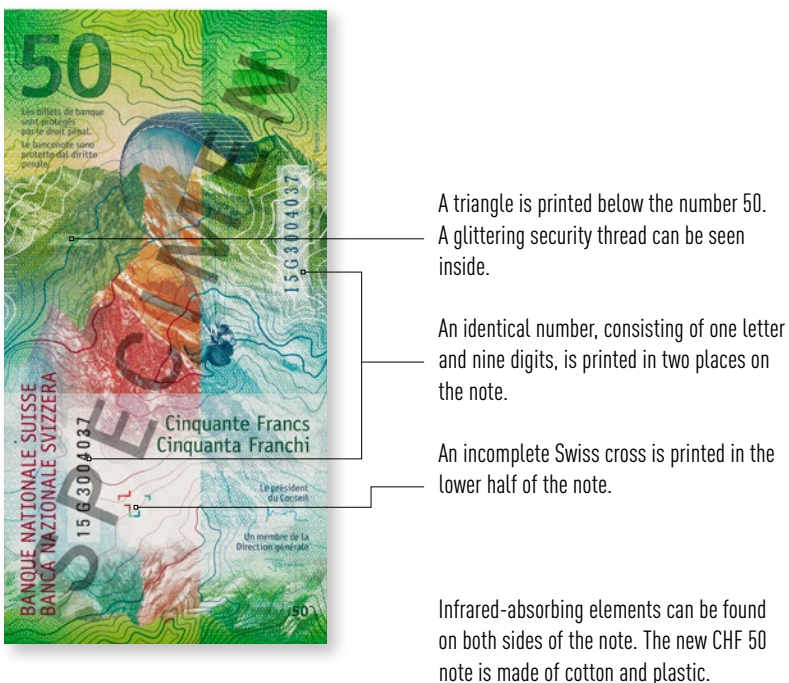 50
Les billets de banque
sont protégés
par le droit pénal.
Le banconote sono
protette dal diritto
penale.
SPECIMEN
15G3004037
A triangle is printed below the number 50.
A glittering security thread can be seen
inside.
An identical number, consisting of one letter
and nine digits, is printed in two places on
the note.
BANQUE NATIONALE SUISSE
BANCA NAZIONALE SVIZZERA
15G3004037
Cinquante Francs
Cinquanta Franchi
An incomplete Swiss cross is printed in the
lower half of the note.
Le président
du Conseil
Un membre de la
Direction générale
50
Infrared-absorbing elements can be found
on both sides of the note. The new CHF 50
note is made of cotton and plastic.